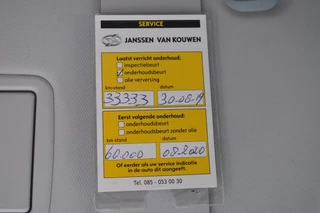 SERVICE
JANSSEN VAN KOUWEN
Laatst verricht onderhoud:
inspectiebeurt
onderhoudsbeurt
olie-verversing
km-stand datum
33.333 30-08-19
Eerst volgende onderhoud:
onderhoudsbeurt
onderhoudsbeurt zonder olie
km-stand datum
60.000 08-2020
Of eerder als uw service indicatie
in de auto dit aangeeft.
Tel. 085 - 053 00 30